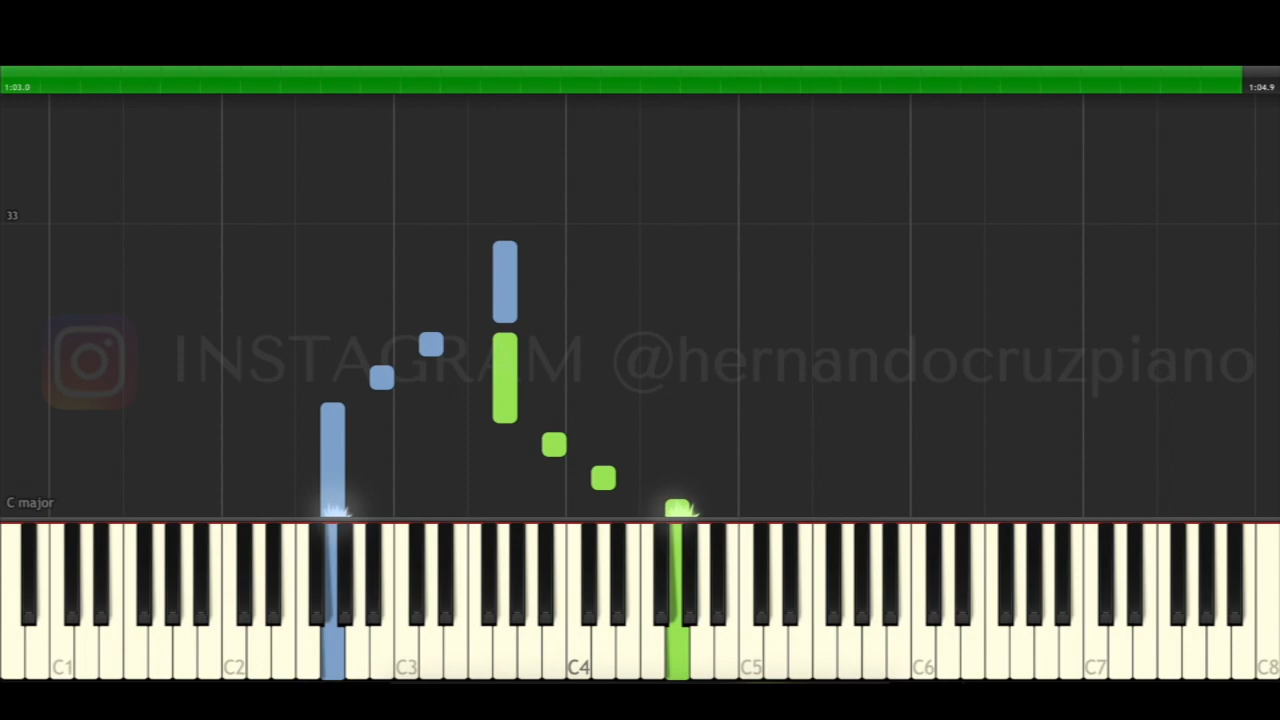 1:03.0
1:04.9
33
INSTAGRAM @hernandocruzpiano
C major
C1 C2 C3 C4 C5 C6 C7 C8